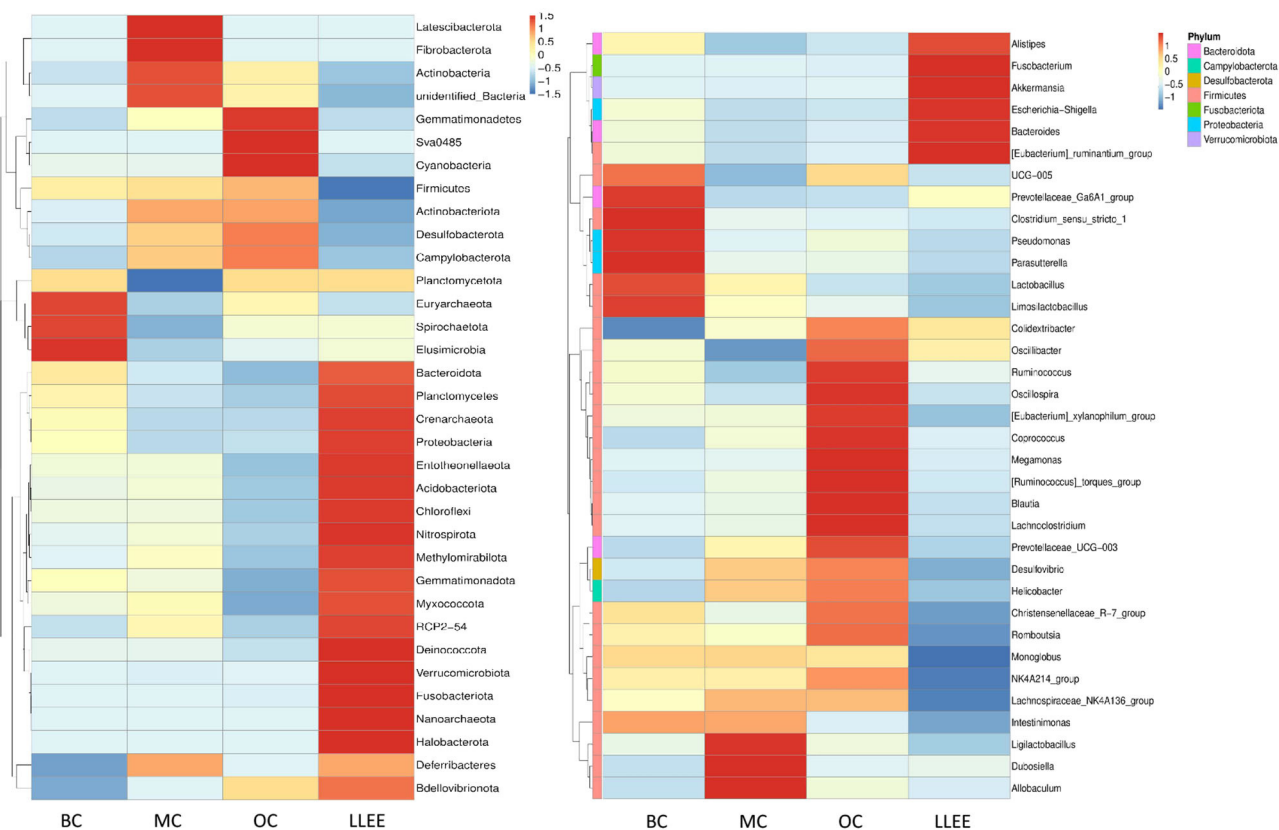 Latescibacterota
Fibrobacterota
Actinobacteria
unidentified_Bacteria
Gemmatimonadetes
Sva0485
Cyanobacteria
Firmicutes
Actinobacteriota
Desulfobacterota
Campylobacterota
Planctomycetota
Euryarchaeota
Spirochaetota
Elusimicrobia
Bacteroidota
Planctomycetes
Crenarchaeota
Proteobacteria
Entotheonellaeota
Acidobacteriota
Chloroflexi
Nitrospirota
Methylomirabilota
Gemmatimonadota
Myxococcota
RCP2-54
Deinococcota
Verrucomicrobiota
Fusobacteriota
Nanoarchaeota
Halobacterota
Deferribacteres
Bdellovibrionota
BC MC OC LLEE
1.5
1
0.5
0
−0.5
−1
−1.5
Alistipes
Fusobacterium
Akkermansia
Escherichia-Shigella
Bacteroides
[Eubacterium]_ruminantium_group
UCG-005
Prevotellaceae_Ga6A1_group
Clostridium_sensu_stricto_1
Pseudomonas
Parasutterella
Lactobacillus
Limosilactobacillus
Colidextribacter
Oscillibacter
Ruminococcus
Oscillospira
[Eubacterium]_xylanophilum_group
Coprococcus
Megamonas
[Ruminococcus]_torques_group
Blautia
Lachnoclostridium
Prevotellaceae_UCG-003
Desulfovibrio
Helicobacter
Christensenellaceae_R-7_group
Romboutsia
Monoglobus
NK4A214_group
Lachnospiraceae_NK4A136_group
Intestinimonas
Ligilactobacillus
Dubosiella
Allobaculum
BC MC OC LLEE
1
0.5
0
−0.5
−1
Phylum
Bacteroidota
Campylobacterota
Desulfobacterota
Firmicutes
Fusobacteriota
Proteobacteria
Verrucomicrobiota